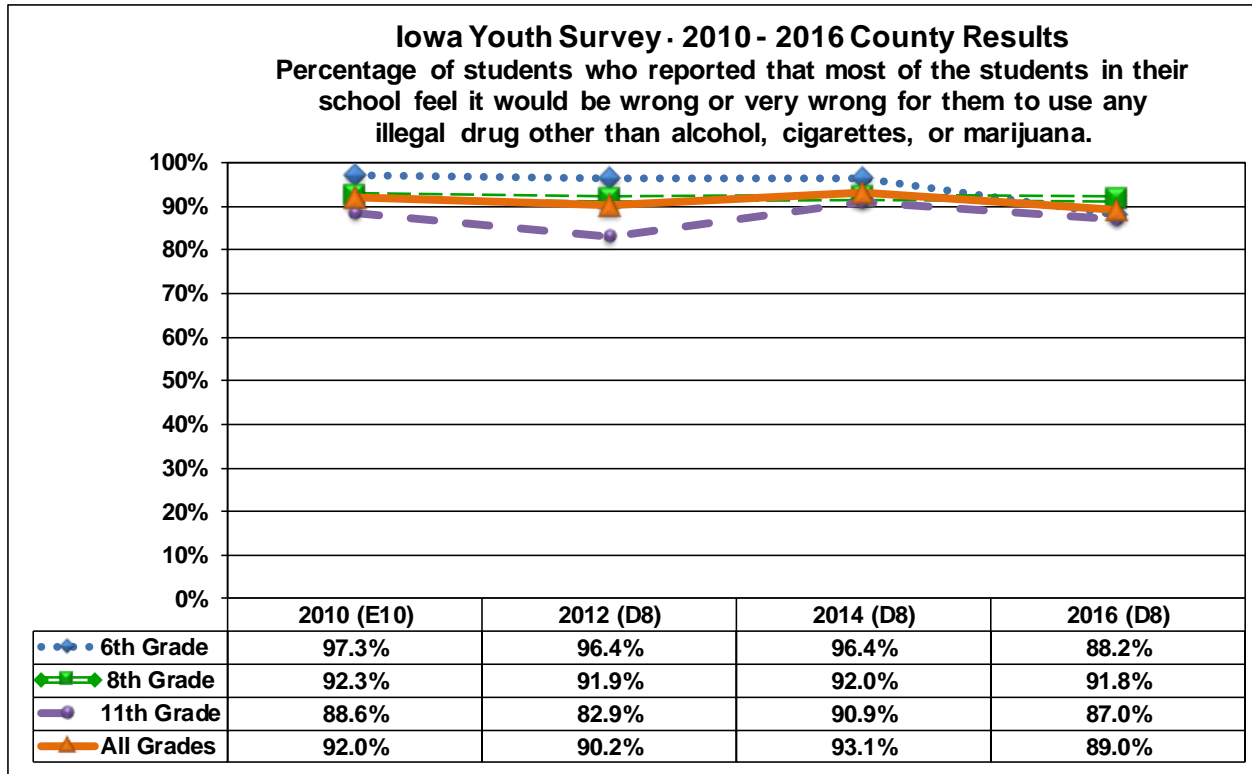 Iowa Youth Survey · 2010 - 2016 County Results
Percentage of students who reported that most of the students in their
school feel it would be wrong or very wrong for them to use any
illegal drug other than alcohol, cigarettes, or marijuana.
100%
90%
80%
70%
60%
50%
40%
30%
20%
10%
0%
2010 (E10) 2012 (D8) 2014 (D8) 2016 (D8)
6th Grade 97.3% 96.4% 96.4% 88.2%
8th Grade 92.3% 91.9% 92.0% 91.8%
11th Grade 88.6% 82.9% 90.9% 87.0%
All Grades 92.0% 90.2% 93.1% 89.0%